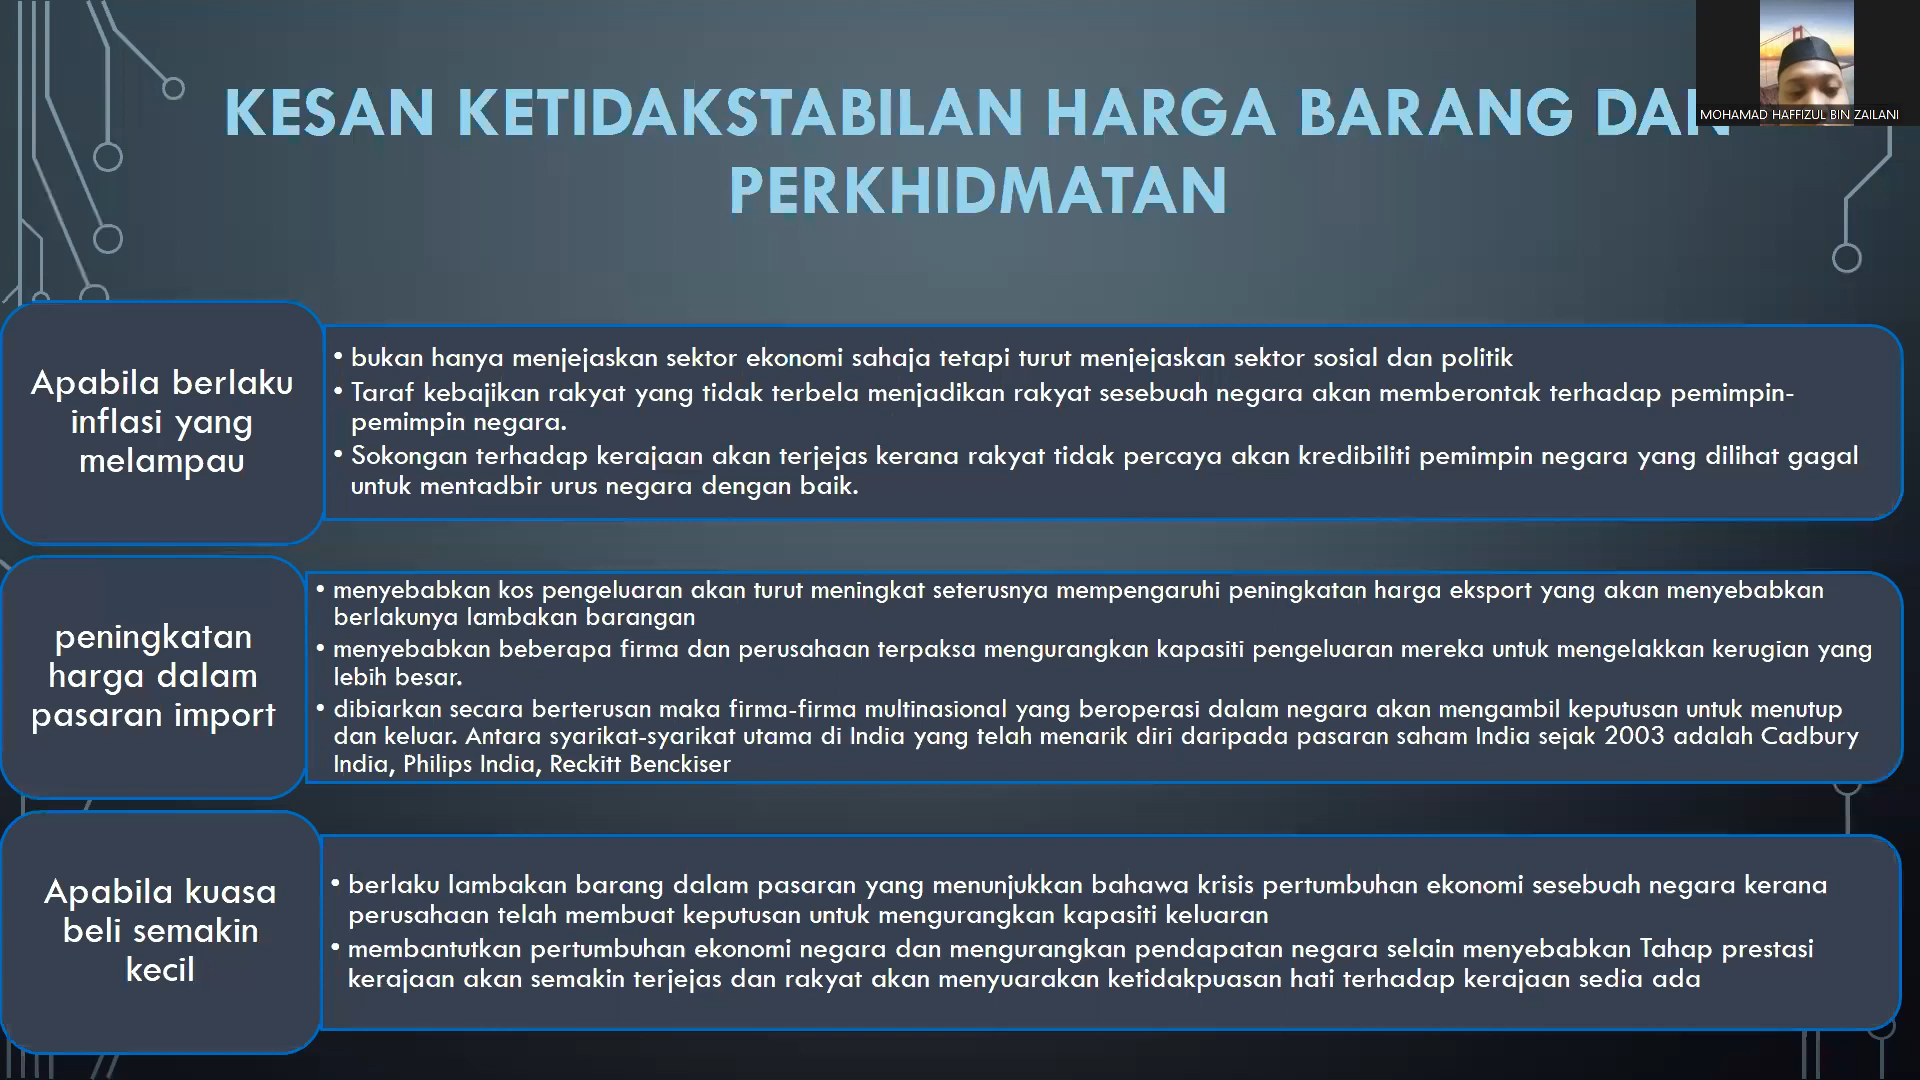 MOHAMAD HAFFIZUL BIN ZAILANI
KESAN KETIDAKSTABILAN HARGA BARANG DAN
PERKHIDMATAN
Apabila berlaku
inflasi yang
melampau
• bukan hanya menjejaskan sektor ekonomi sahaja tetapi turut menjejaskan sektor sosial dan politik
• Taraf kebajikan rakyat yang tidak terbela menjadikan rakyat sesebuah negara akan memberontak terhadap pemimpin-
pemimpin negara.
• Sokongan terhadap kerajaan akan terjejas kerana rakyat tidak percaya akan kredibiliti pemimpin negara yang dilihat gagal
untuk mentadbir urus negara dengan baik.
peningkatan
harga dalam
pasaran import
• menyebabkan kos pengeluaran akan turut meningkat seterusnya mempengaruhi peningkatan harga eksport yang akan menyebabkan
berlakunya lambakan barangan
• menyebabkan beberapa firma dan perusahaan terpaksa mengurangkan kapasiti pengeluaran mereka untuk mengelakkan kerugian yang
lebih besar.
• dibiarkan secara berterusan maka firma-firma multinasional yang beroperasi dalam negara akan mengambil keputusan untuk menutup
dan keluar. Antara syarikat-syarikat utama di India yang telah menarik diri daripada pasaran saham India sejak 2003 adalah Cadbury
India, Philips India, Reckitt Benckiser
Apabila kuasa
beli semakin
kecil
• berlaku lambakan barang dalam pasaran yang menunjukkan bahawa krisis pertumbuhan ekonomi sesebuah negara kerana
perusahaan telah membuat keputusan untuk mengurangkan kapasiti keluaran
• membantutkan pertumbuhan ekonomi negara dan mengurangkan pendapatan negara selain menyebabkan Tahap prestasi
kerajaan akan semakin terjejas dan rakyat akan menyuarakan ketidakpuasan hati terhadap kerajaan sedia ada